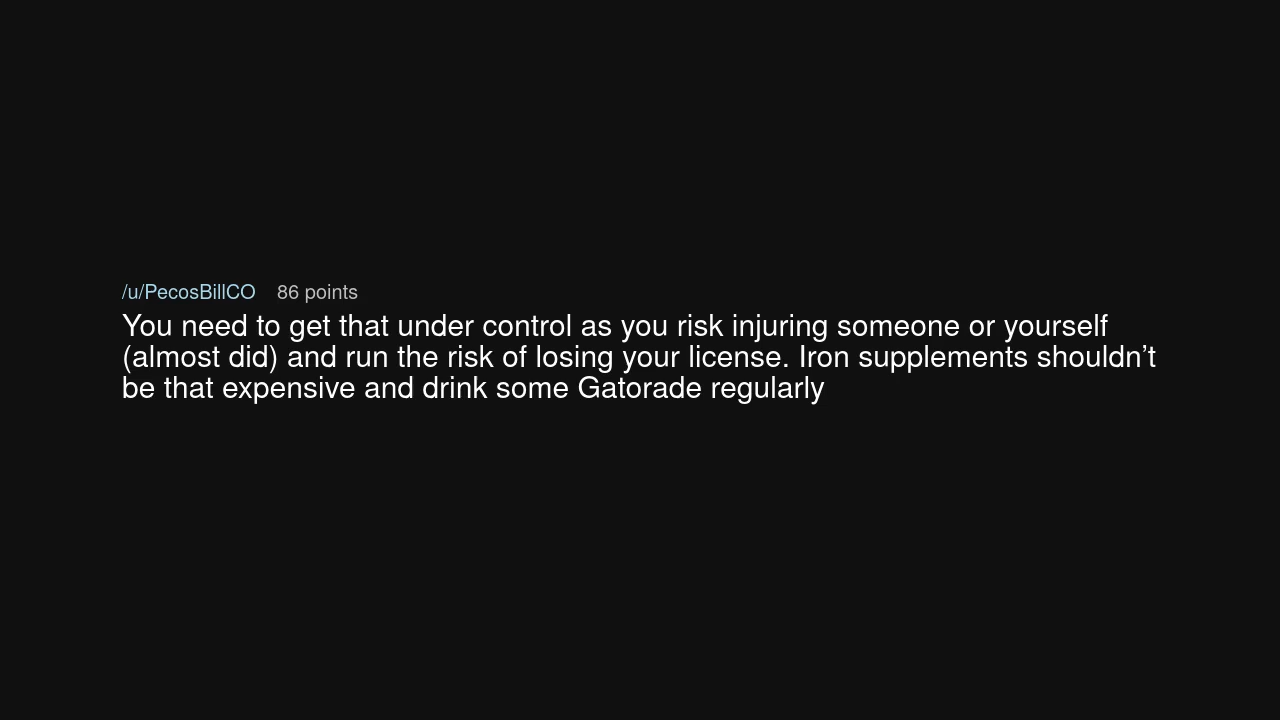 /u/PecosBillCO 86 points
You need to get that under control as you risk injuring someone or yourself
(almost did) and run the risk of losing your license. Iron supplements shouldn’t
be that expensive and drink some Gatorade regularly